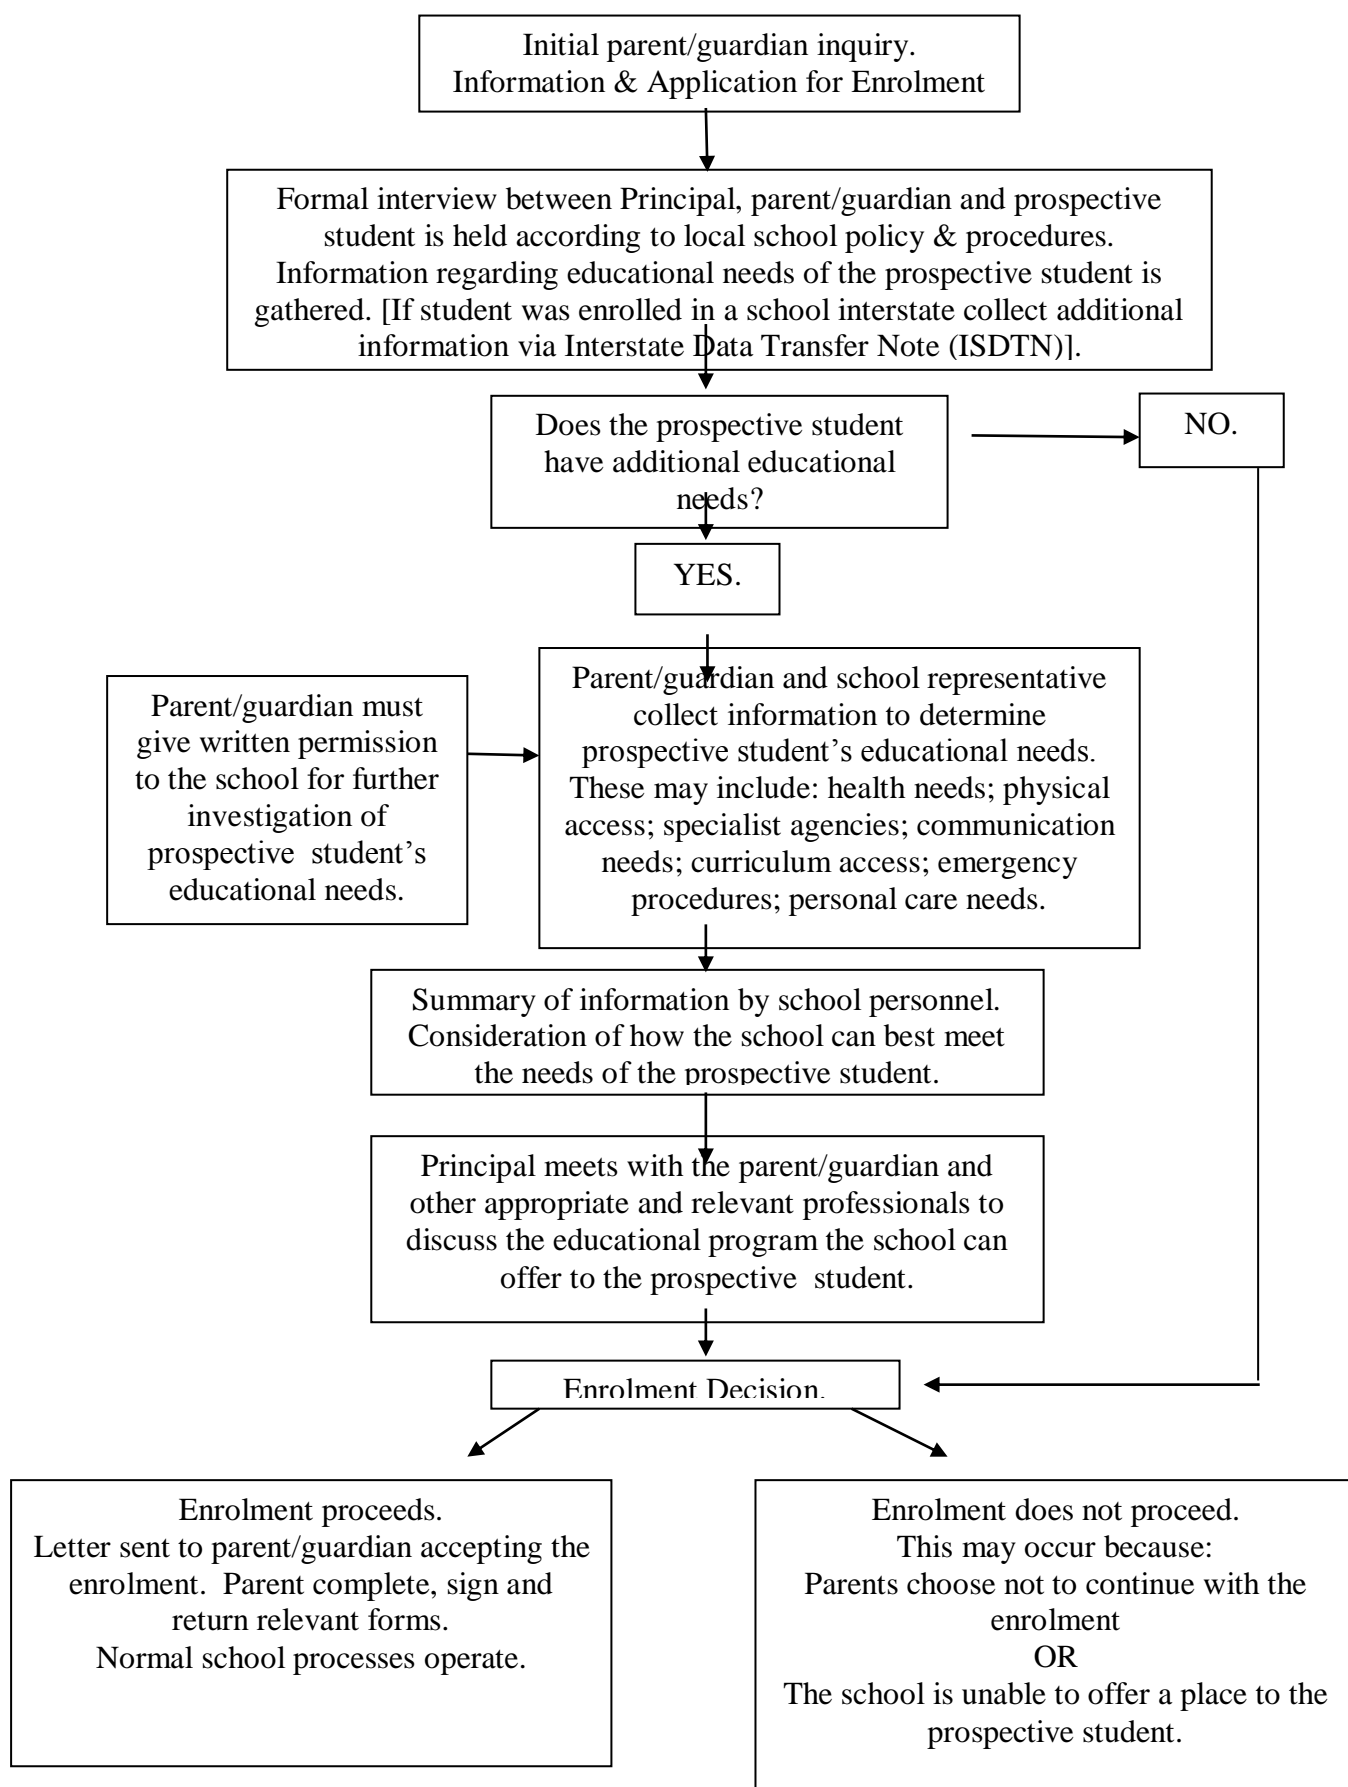 Initial parent/guardian inquiry.
Information & Application for Enrolment
Formal interview between Principal, parent/guardian and prospective
student is held according to local school policy & procedures.
Information regarding educational needs of the prospective student is
gathered. [If student was enrolled in a school interstate collect additional
information via Interstate Data Transfer Note (ISDTN)].
Does the prospective student
have additional educational
needs?
NO.
YES.
Parent/guardian must
give written permission
to the school for further
investigation of
prospective student’s
educational needs.
Parent/guardian and school representative
collect information to determine
prospective student’s educational needs.
These may include: health needs; physical
access; specialist agencies; communication
needs; curriculum access; emergency
procedures; personal care needs.
Summary of information by school personnel.
Consideration of how the school can best meet
the needs of the prospective student.
Principal meets with the parent/guardian and
other appropriate and relevant professionals to
discuss the educational program the school can
offer to the prospective student.
Enrolment Decision.
Enrolment proceeds.
Letter sent to parent/guardian accepting the
enrolment. Parent complete, sign and
return relevant forms.
Normal school processes operate.
Enrolment does not proceed.
This may occur because:
Parents choose not to continue with the
enrolment
OR
The school is unable to offer a place to the
prospective student.